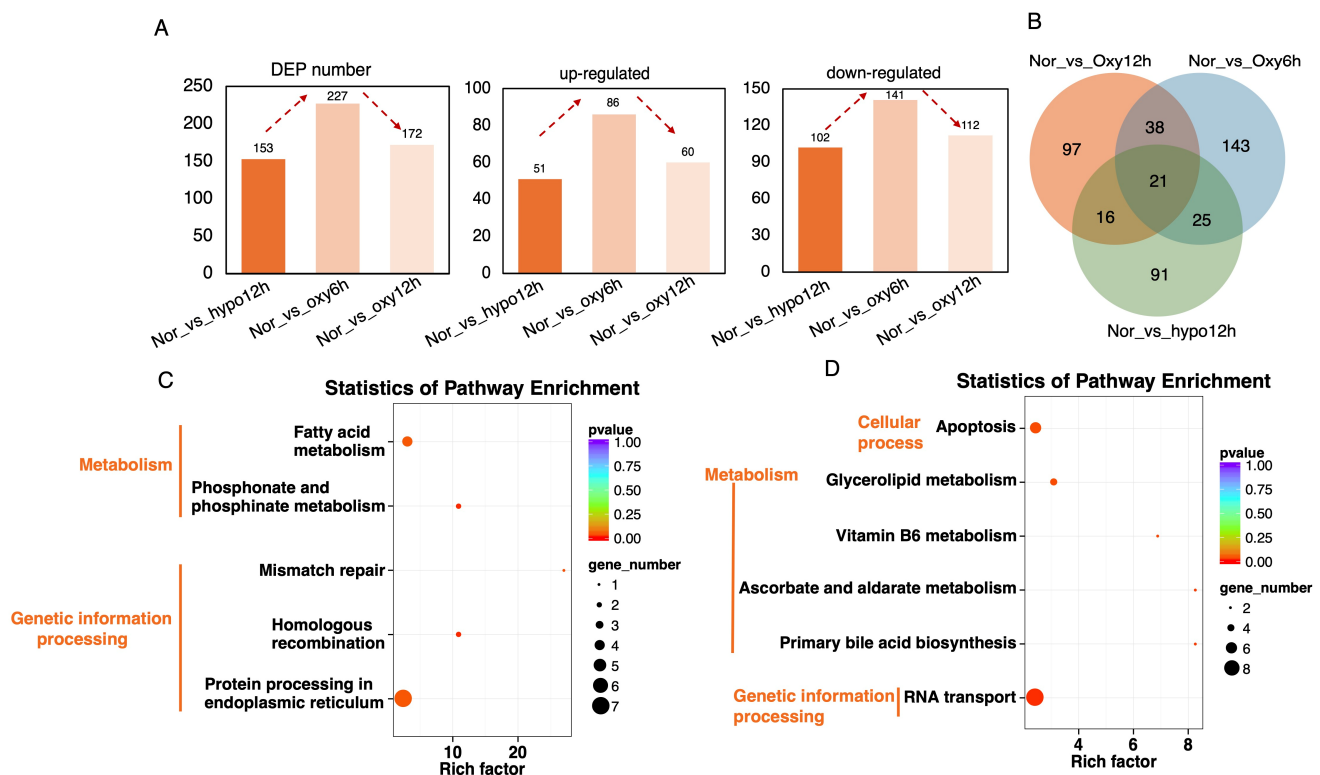 A
DEP number
250
200
150
100
50
0
153
227
172
Nor_vs_hypo12h
Nor_vs_oxy6h
Nor_vs_oxy12h
up-regulated
100
80
60
40
20
0
51
86
60
Nor_vs_hypo12h
Nor_vs_oxy6h
Nor_vs_oxy12h
down-regulated
150
120
90
60
30
0
102
141
112
Nor_vs_hypo12h
Nor_vs_oxy6h
Nor_vs_oxy12h
B
Nor_vs_Oxy12h
Nor_vs_Oxy6h
97
38
143
21
16
25
91
Nor_vs_hypo12h
C
Statistics of Pathway Enrichment
Metabolism
Fatty acid
metabolism
Phosphonate and
phosphinate metabolism
Genetic information
processing
Mismatch repair
Homologous
recombination
Protein processing in
endoplasmic reticulum
10
20
Rich factor
pvalue
1.00
0.75
0.50
0.25
0.00
gene_number
1
2
3
4
5
6
7
D
Statistics of Pathway Enrichment
Cellular
process
Apoptosis
Metabolism
Glycerolipid metabolism
Vitamin B6 metabolism
Ascorbate and aldarate metabolism
Primary bile acid biosynthesis
Genetic information
processing
RNA transport
4
6
8
Rich factor
pvalue
1.00
0.75
0.50
0.25
0.00
gene_number
2
4
6
8